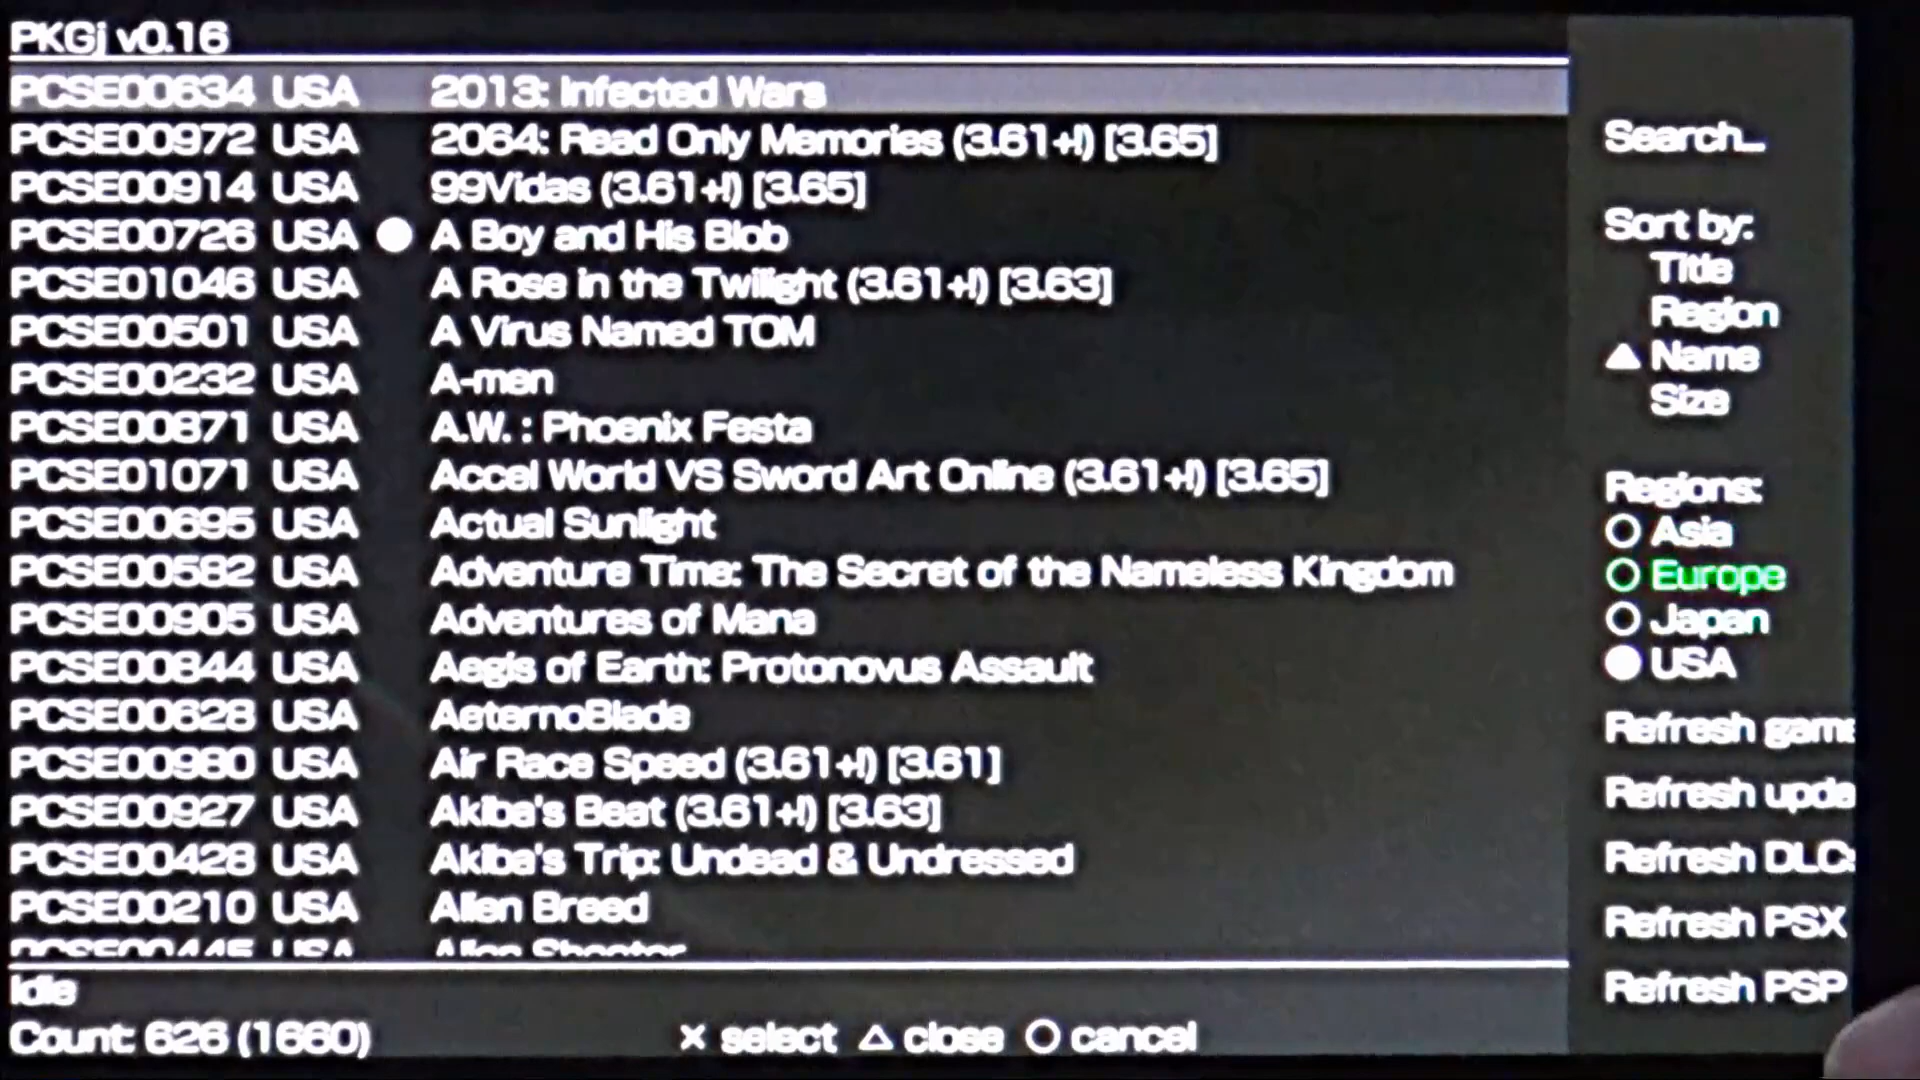 PKGj v0.16
PCSE00634 USA 2013: Infected Wars
PCSE00972 USA 2064: Read Only Memories (3.61+!) [3.65]
PCSE00914 USA 99Vidas (3.61+!) [3.65]
PCSE00726 USA A Boy and His Blob
PCSE01046 USA A Rose in the Twilight (3.61+!) [3.63]
PCSE00501 USA A Virus Named TOM
PCSE00232 USA A-men
PCSE00871 USA A.W. : Phoenix Festa
PCSE01071 USA Accel World VS Sword Art Online (3.61+!) [3.65]
PCSE00695 USA Actual Sunlight
PCSE00582 USA Adventure Time: The Secret of the Nameless Kingdom
PCSE00905 USA Adventures of Mana
PCSE00844 USA Aegis of Earth: Protonovus Assault
PCSE00628 USA AeternoBlade
PCSE00980 USA Air Race Speed (3.61+!) [3.61]
PCSE00927 USA Akiba's Beat (3.61+!) [3.63]
PCSE00428 USA Akiba's Trip: Undead & Undressed
PCSE00210 USA Alien Breed
PCSE00445 USA Alien Shooter
Idle
Count: 626 (1660)
X select △ close ○ cancel
Search...
Sort by:
Title
Region
▲ Name
Size
Regions:
○ Asia
○ Europe
○ Japan
● USA
Refresh game
Refresh upda
Refresh DLCs
Refresh PSX
Refresh PSP